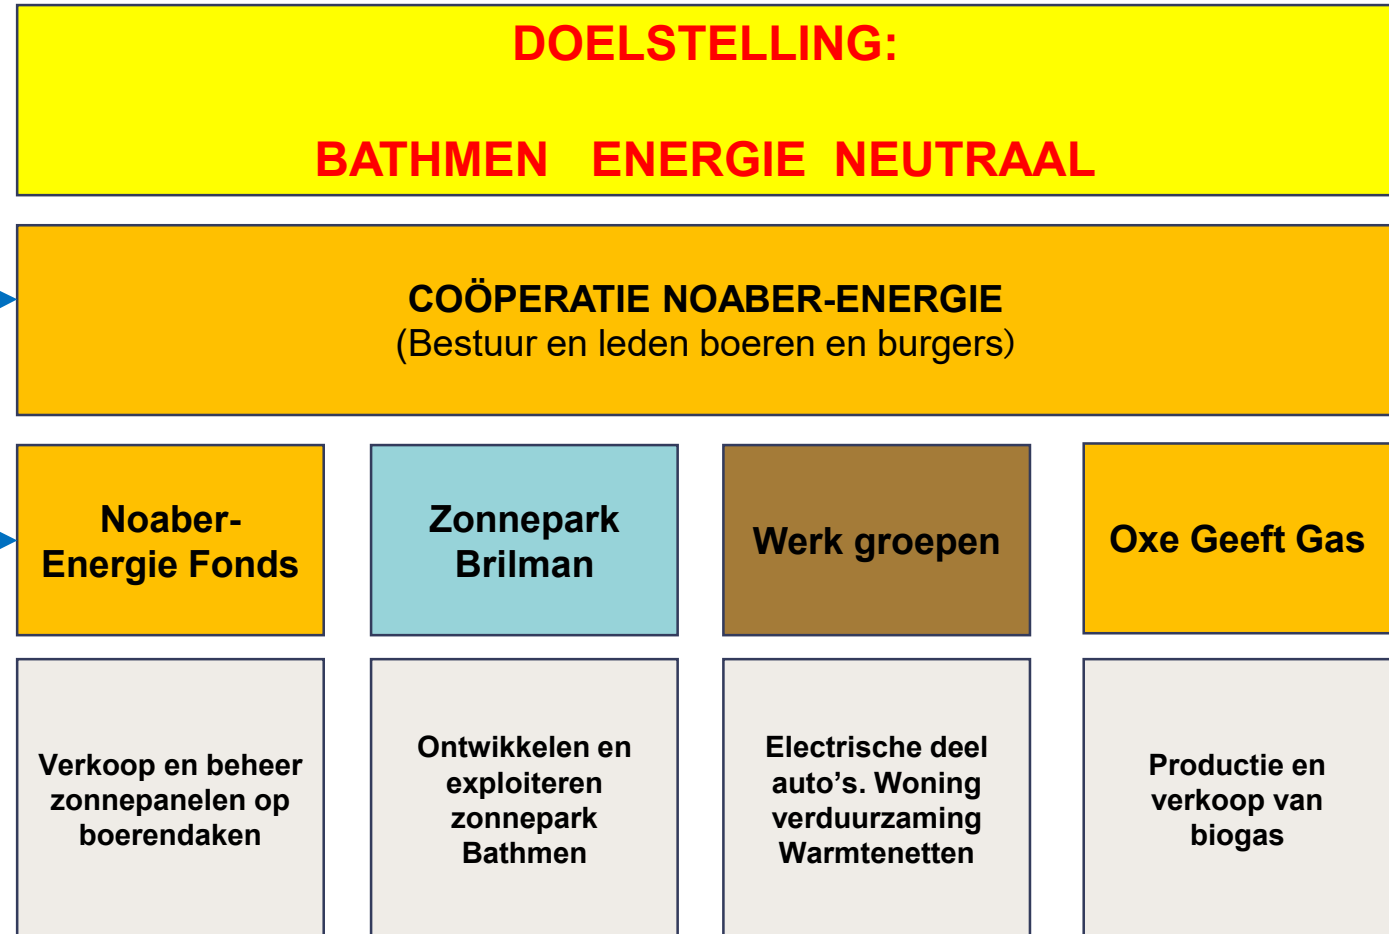 DOELSTELLING:
BATHMEN ENERGIE NEUTRAAL
COÖPERATIE NOABER-ENERGIE
(Bestuur en leden boeren en burgers)
Noaber-
Energie Fonds
Zonnepark
Brilman
Werk groepen
Oxe Geeft Gas
Verkoop en beheer
zonnepanelen op
boerendaken
Ontwikkelen en
exploiteren
zonnepark
Bathmen
Electrische deel
auto's. Woning
verduurzaming
Warmtenetten
Productie en
verkoop van
biogas